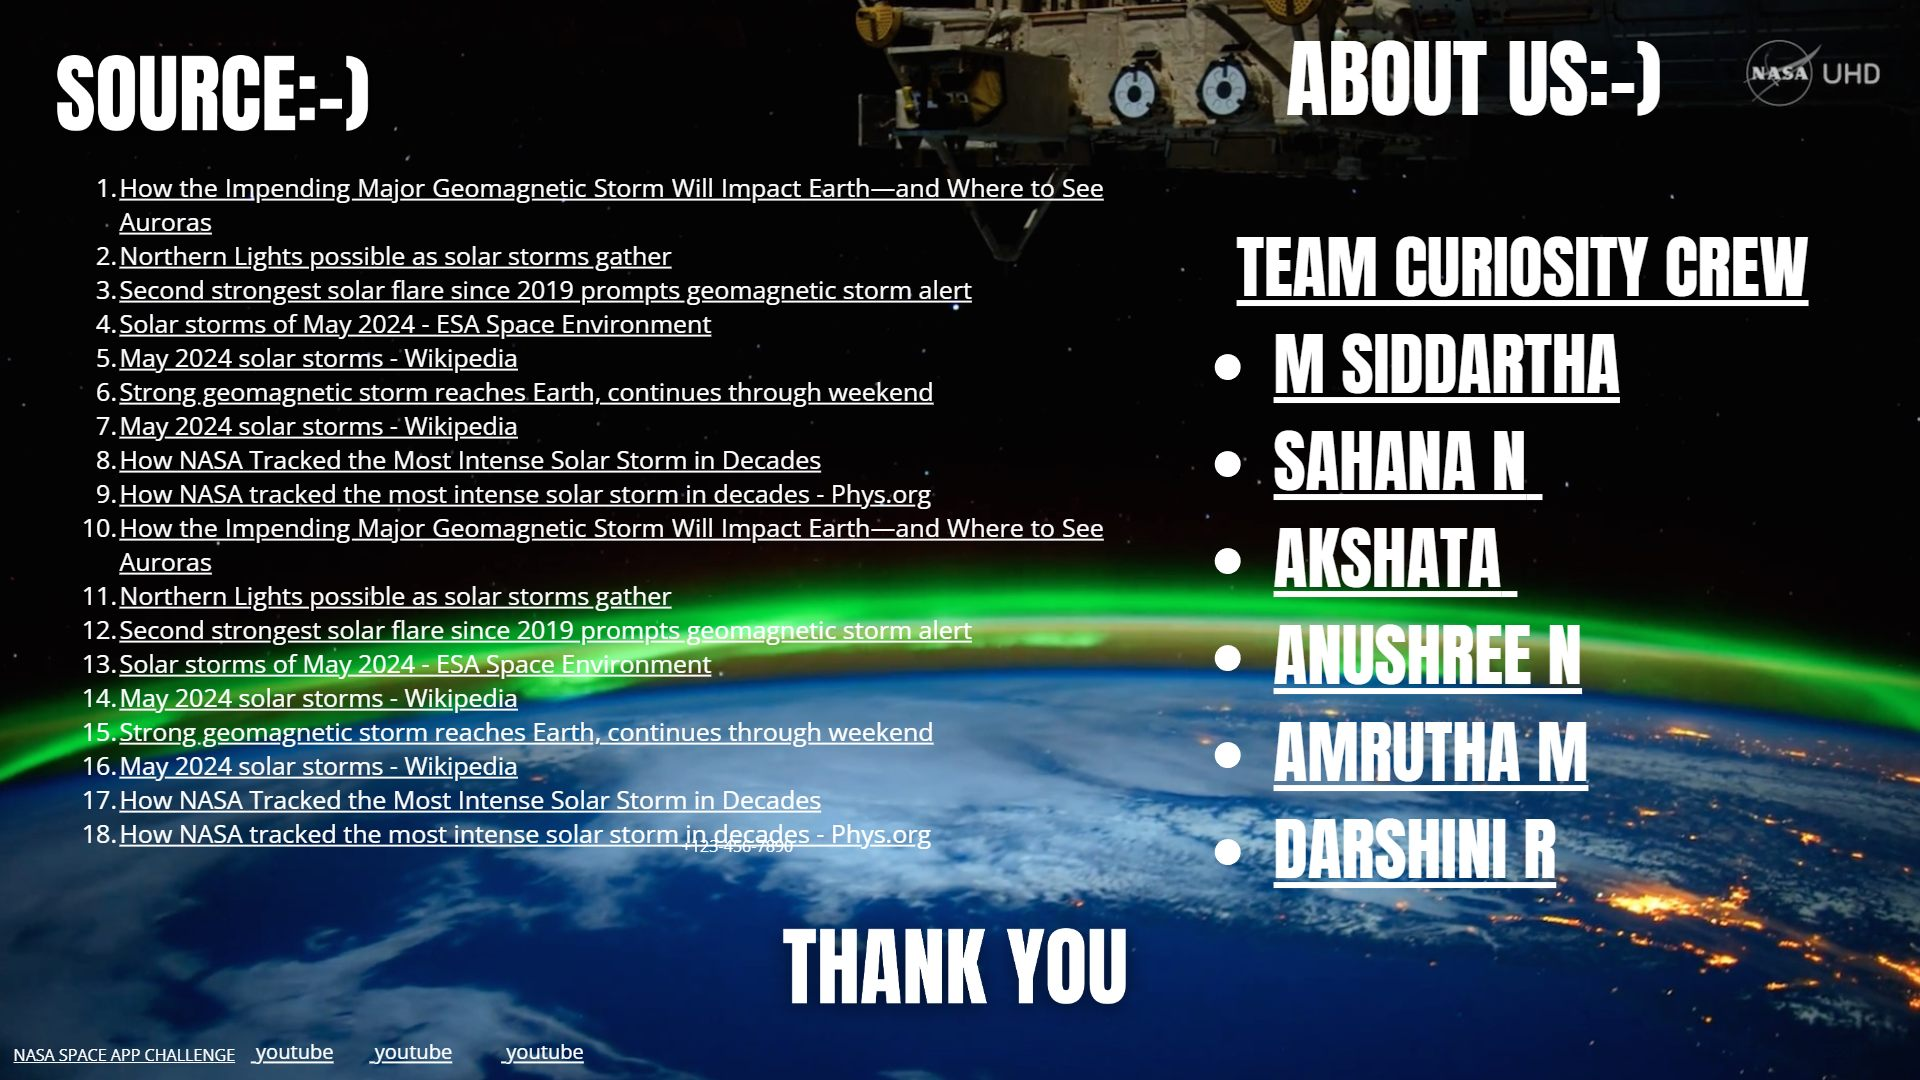 SOURCE:-)
1. How the Impending Major Geomagnetic Storm Will Impact Earth—and Where to See
Auroras
2. Northern Lights possible as solar storms gather
3. Second strongest solar flare since 2019 prompts geomagnetic storm alert
4. Solar storms of May 2024 - ESA Space Environment
5. May 2024 solar storms - Wikipedia
6. Strong geomagnetic storm reaches Earth, continues through weekend
7. May 2024 solar storms - Wikipedia
8. How NASA Tracked the Most Intense Solar Storm in Decades
9. How NASA tracked the most intense solar storm in decades - Phys.org
10. How the Impending Major Geomagnetic Storm Will Impact Earth—and Where to See
Auroras
11. Northern Lights possible as solar storms gather
12. Second strongest solar flare since 2019 prompts geomagnetic storm alert
13. Solar storms of May 2024 - ESA Space Environment
14. May 2024 solar storms - Wikipedia
15. Strong geomagnetic storm reaches Earth, continues through weekend
16. May 2024 solar storms - Wikipedia
17. How NASA Tracked the Most Intense Solar Storm in Decades
18. How NASA tracked the most intense solar storm in decades - Phys.org
+123-456-7890
ABOUT US:-)
NASA UHD
TEAM CURIOSITY CREW
• M SIDDARTHA
• SAHANA N
• AKSHATA
• ANUSHREE N
• AMRUTHA M
• DARSHINI R
THANK YOU
NASA SPACE APP CHALLENGE youtube youtube youtube